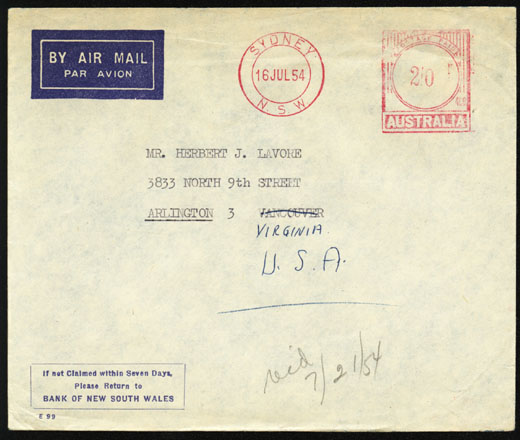 BY AIR MAIL
PAR AVION
SYDNEY
16 JUL 54
N.S.W
2/0
AUSTRALIA
MR. HERBERT J. LAVORE
3833 NORTH 9th STREET
ARLINGTON 3 VANCOUVER
VIRGINIA.
U. S. A.
rec'd
7/21/54
If not Claimed within Seven Days,
Please Return to
BANK OF NEW SOUTH WALES
E 99